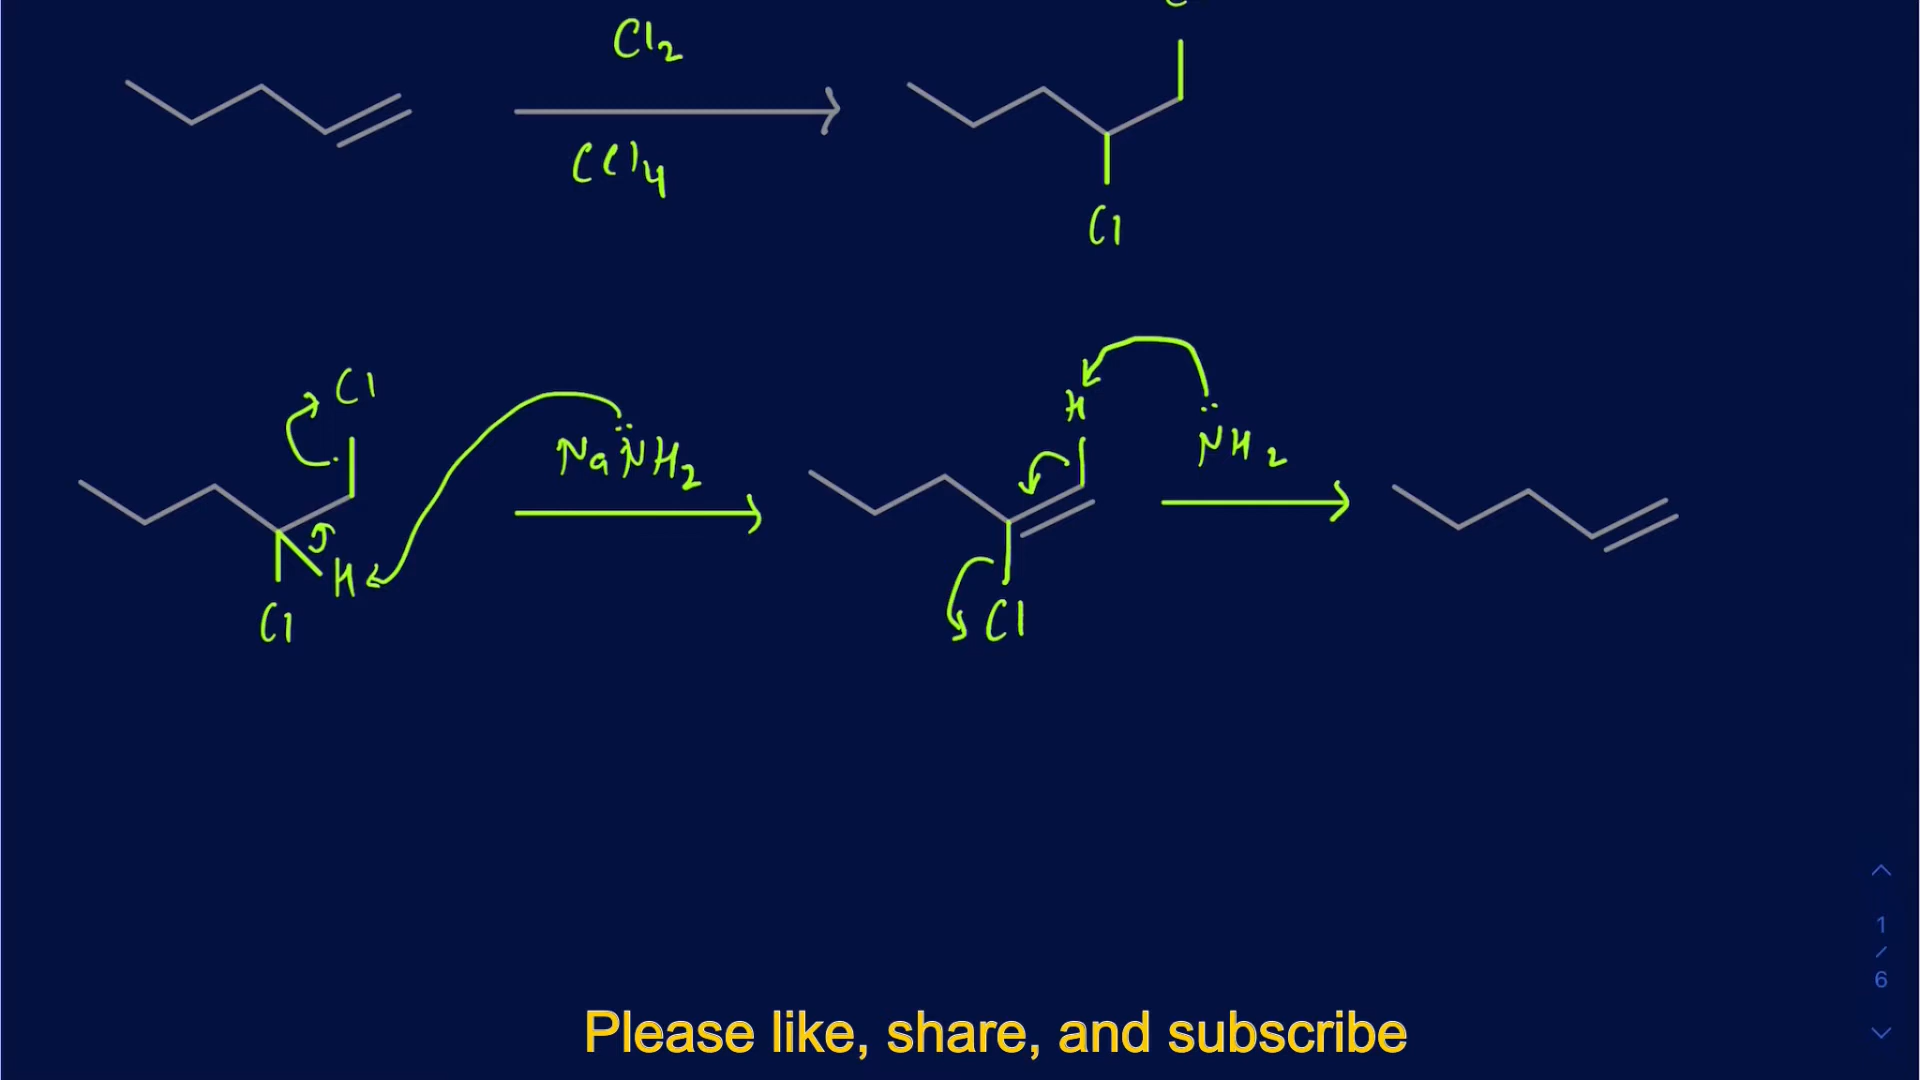 Cl2
CCl4
Cl
Cl
NaNH2
H
Cl
H
NH2
Cl
1
/
6
Please like, share, and subscribe